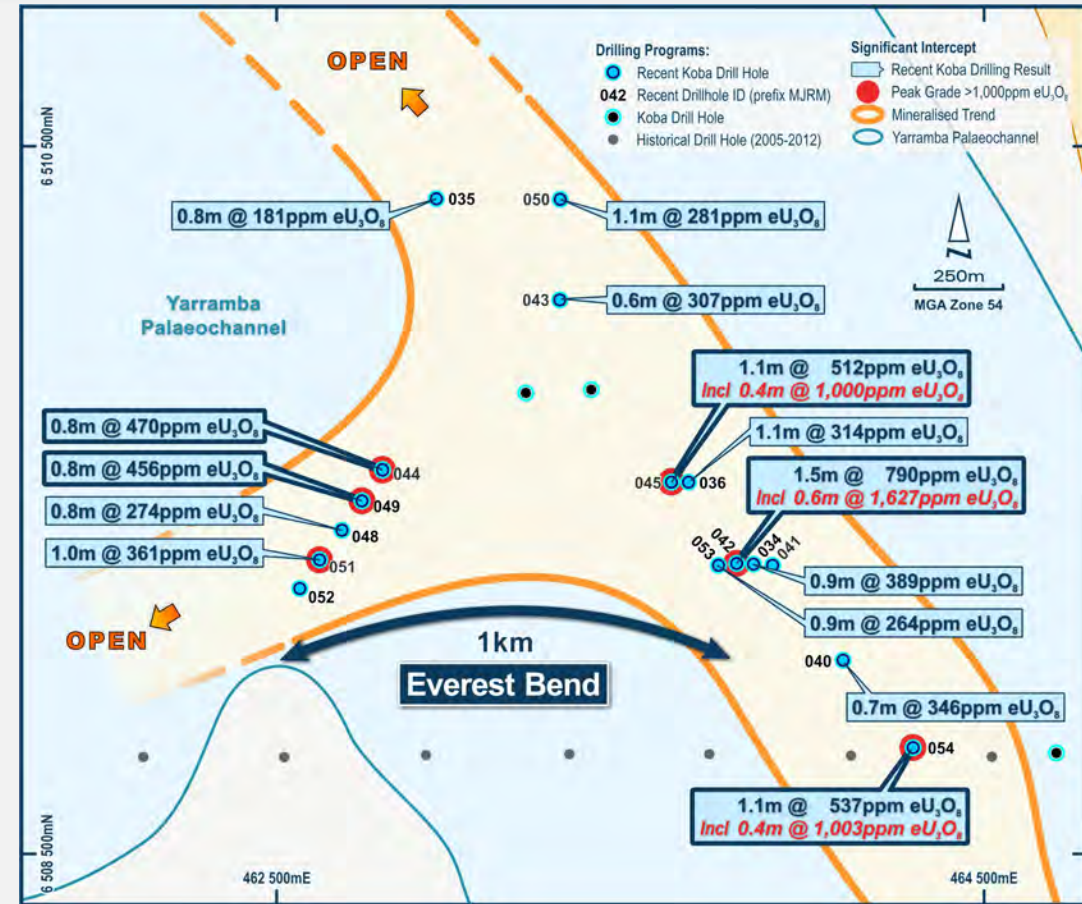 OPEN
Drilling Programs:
Recent Koba Drill Hole
042 Recent Drillhole ID (prefix MJRM)
Koba Drill Hole
Historical Drill Hole (2005-2012)
Significant Intercept
Recent Koba Drilling Result
Peak Grade >1,000ppm eU₃O₈
Mineralised Trend
Yarramba Palaeochannel
6 510 500mN
0.8m @ 181ppm eU₃O₈
035
050
1.1m @ 281ppm eU₃O₈
N
250m
MGA Zone 54
043
0.6m @ 307ppm eU₃O₈
Yarramba
Palaeochannel
1.1m @ 512ppm eU₃O₈
Incl 0.4m @ 1,000ppm eU₃O₈
0.8m @ 470ppm eU₃O₈
044
1.1m @ 314ppm eU₃O₈
0.8m @ 456ppm eU₃O₈
049
045
036
1.5m @ 790ppm eU₃O₈
Incl 0.6m @ 1,627ppm eU₃O₈
0.8m @ 274ppm eU₃O₈
048
1.0m @ 361ppm eU₃O₈
051
053
042
034
041
0.9m @ 389ppm eU₃O₈
052
0.9m @ 264ppm eU₃O₈
OPEN
1km
Everest Bend
040
0.7m @ 346ppm eU₃O₈
054
1.1m @ 537ppm eU₃O₈
Incl 0.4m @ 1,003ppm eU₃O₈
6 508 500mN
462 500mE
464 500mE